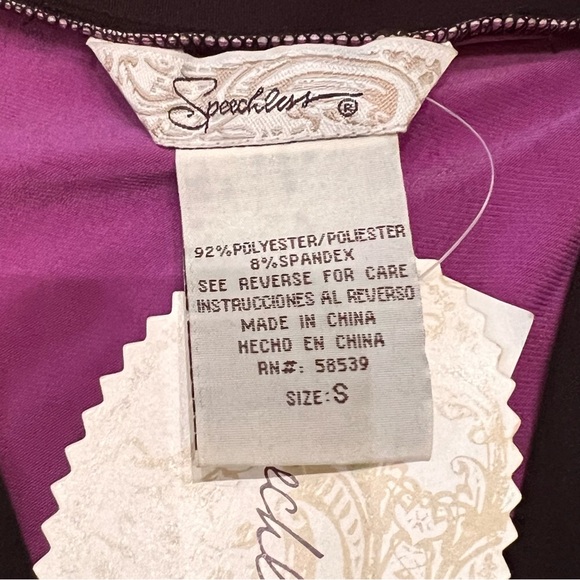 Speechless ®
92%POLYESTER/POLIESTER
8%SPANDEX
SEE REVERSE FOR CARE
INSTRUCCIONES AL REVERSO
MADE IN CHINA
HECHO EN CHINA
RN#: 58539
SIZE: S
echl